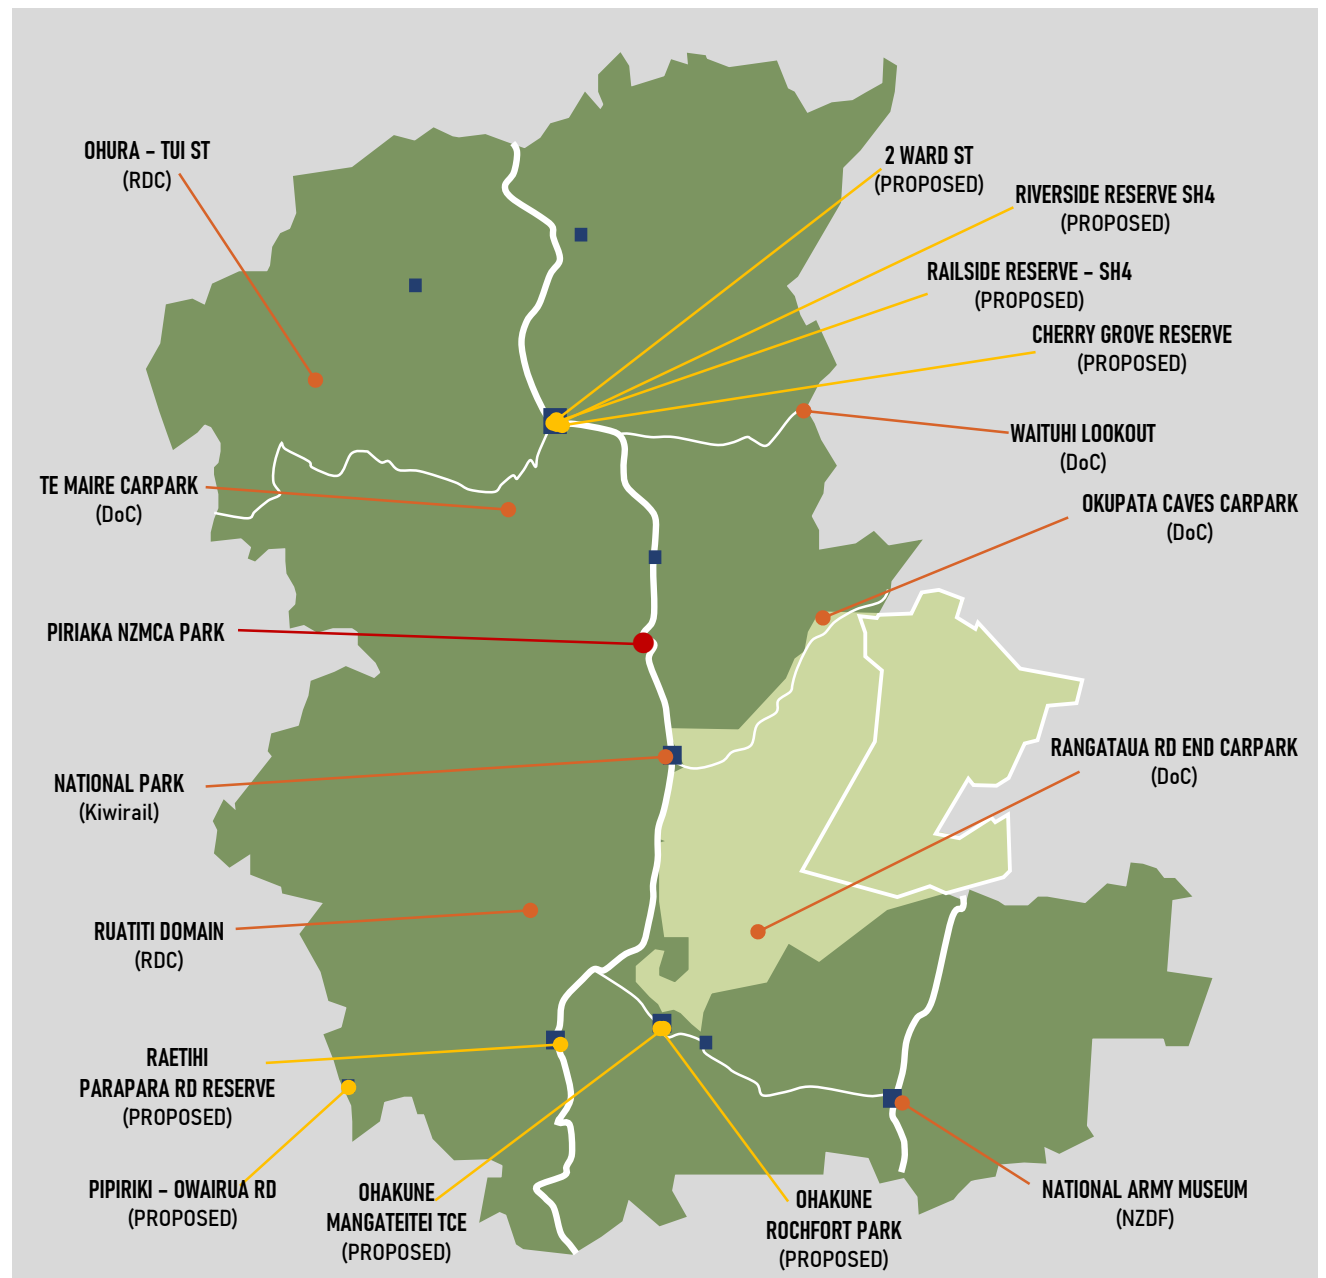 OHURA – TUI ST
(RDC)
2 WARD ST
(PROPOSED)
RIVERSIDE RESERVE SH4
(PROPOSED)
RAILSIDE RESERVE – SH4
(PROPOSED)
CHERRY GROVE RESERVE
(PROPOSED)
WAITUHI LOOKOUT
(DoC)
TE MAIRE CARPARK
(DoC)
OKUPATA CAVES CARPARK
(DoC)
PIRIAKA NZMCA PARK
RANGATAUA RD END CARPARK
(DoC)
NATIONAL PARK
(Kiwirail)
RUATITI DOMAIN
(RDC)
RAETIHI
PARAPARA RD RESERVE
(PROPOSED)
PIPIRIKI – OWAIRUA RD
(PROPOSED)
OHAKUNE
MANGATEITEI TCE
(PROPOSED)
OHAKUNE
ROCHFORT PARK
(PROPOSED)
NATIONAL ARMY MUSEUM
(NZDF)